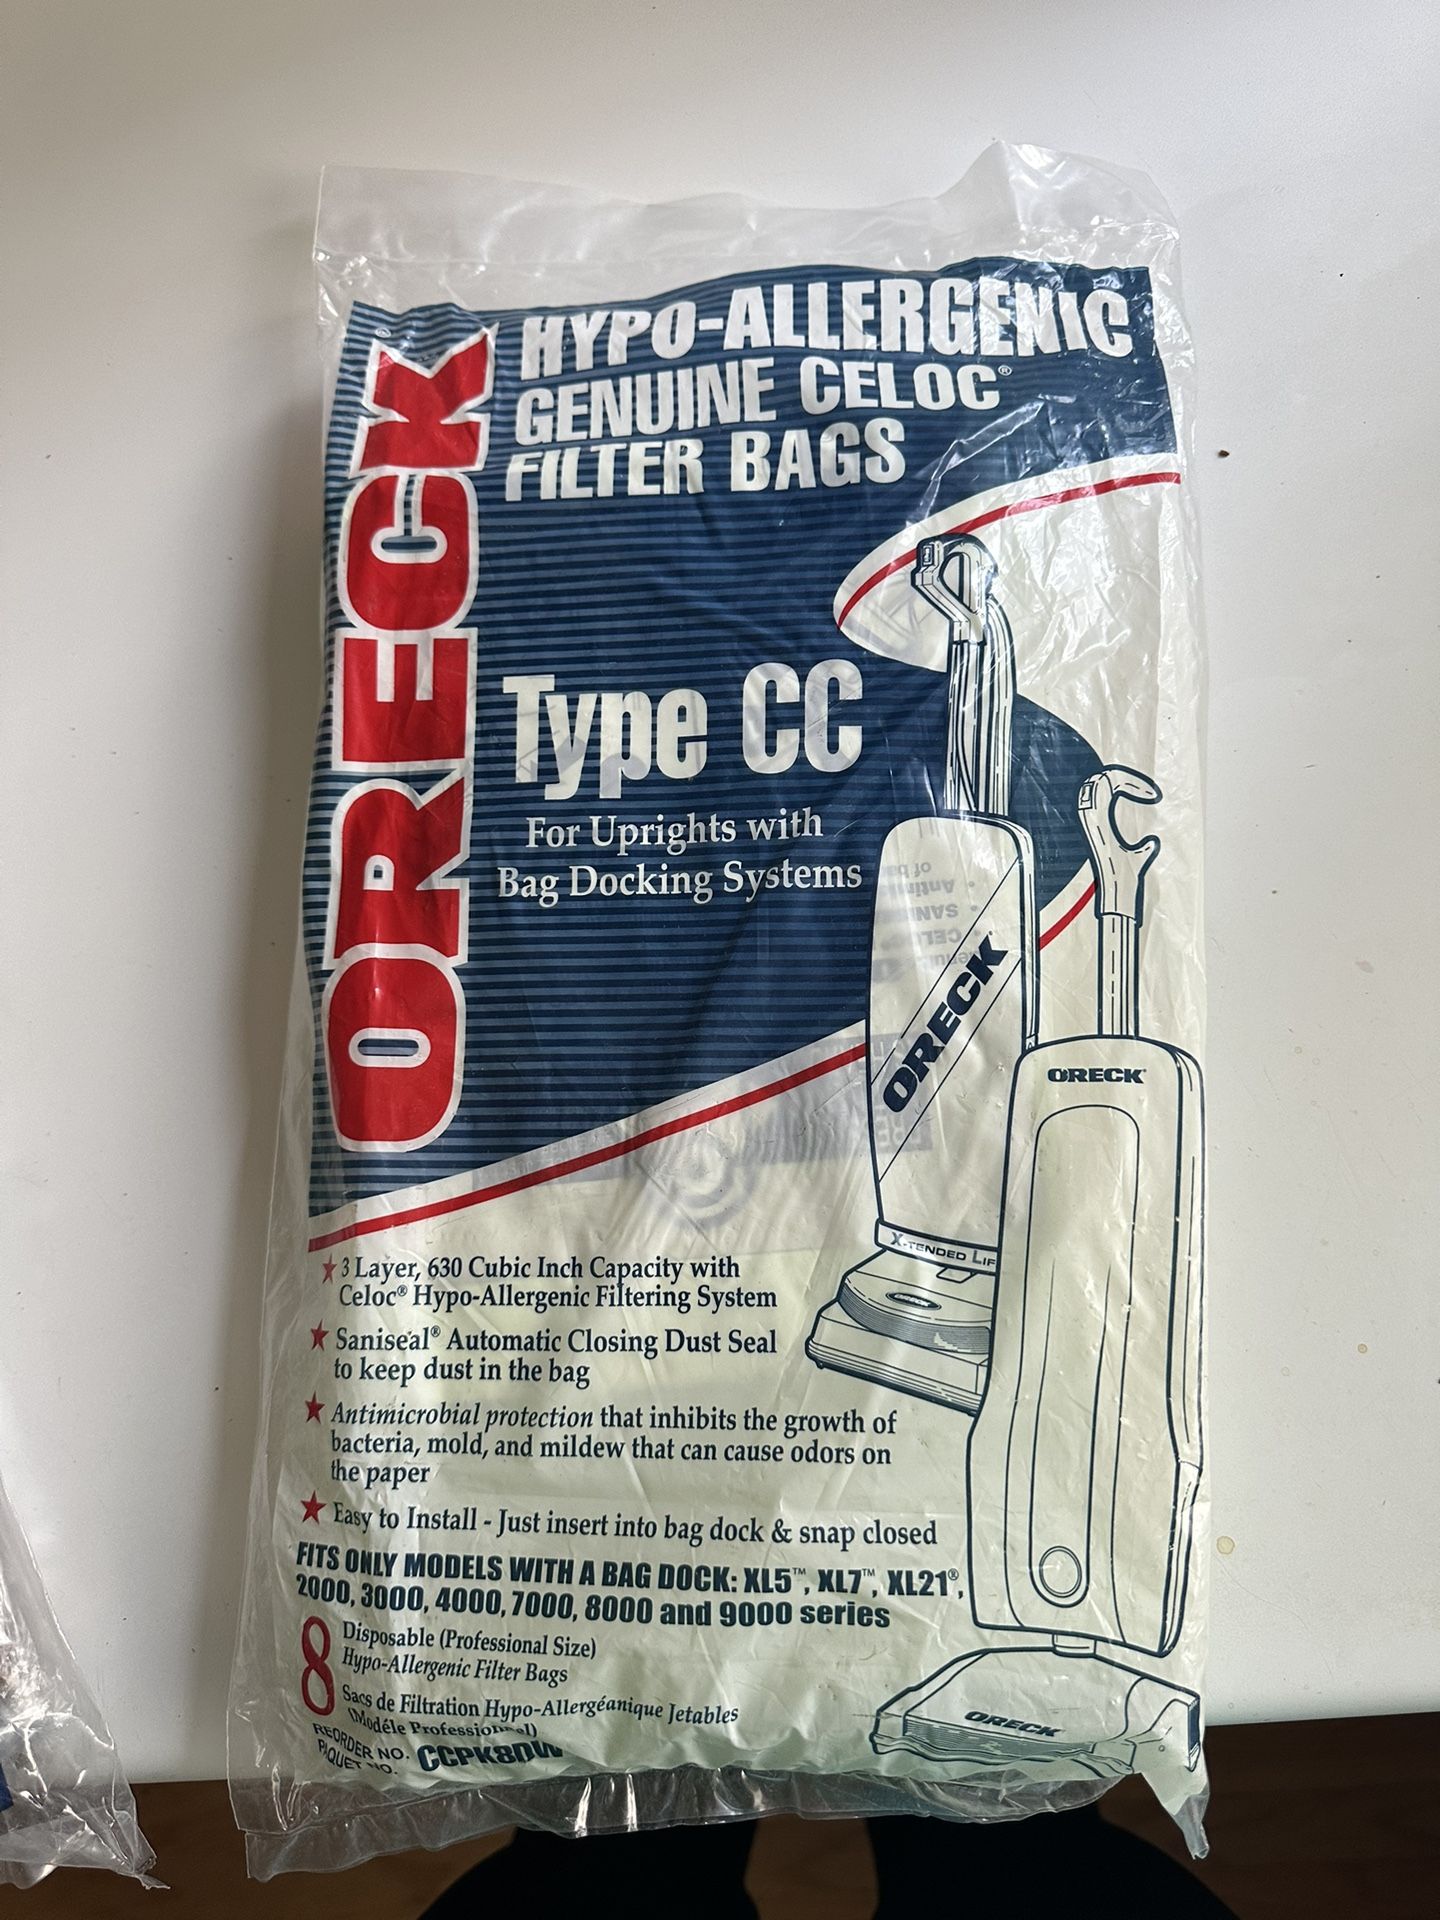 ORECK®
HYPO-ALLERGENIC
GENUINE CELOC®
FILTER BAGS
Type CC
For Uprights with
Bag Docking Systems
ORECK
ORECK
X-TENDED LIF
3 Layer, 630 Cubic Inch Capacity with
Celoc® Hypo-Allergenic Filtering System
Saniseal® Automatic Closing Dust Seal
to keep dust in the bag
Antimicrobial protection that inhibits the growth of
bacteria, mold, and mildew that can cause odors on
the paper
Easy to Install - Just insert into bag dock & snap closed
FITS ONLY MODELS WITH A BAG DOCK: XL5™, XL7™, XL21®,
2000, 3000, 4000, 7000, 8000 and 9000 series
8 Disposable (Professional Size)
Hypo-Allergenic Filter Bags
Sacs de Filtration Hypo-Allergéanique Jetables
(Modéle Professionnel)
REORDER NO.
PAQUET NO.
CCPK8DW
ORECK